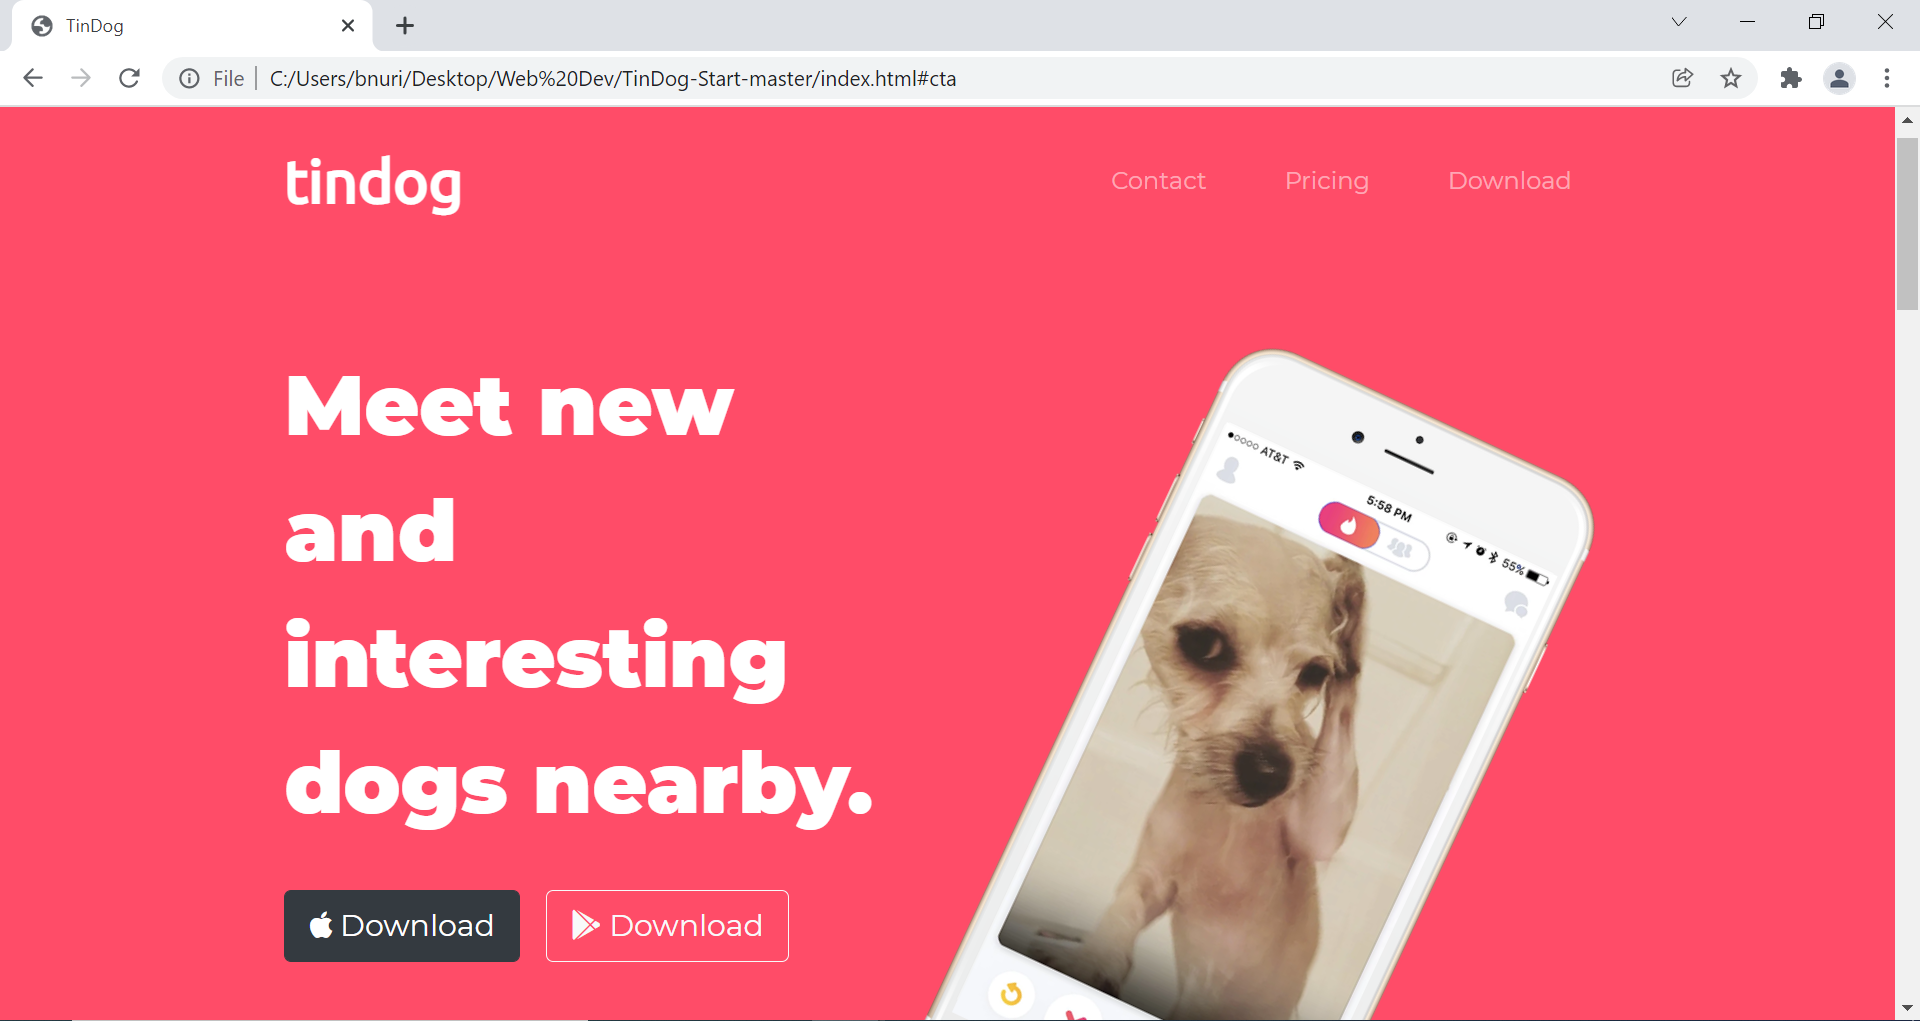 TinDog
File
C:/Users/bnuri/Desktop/Web%20Dev/TinDog-Start-master/index.html#cta
tindog
Contact
Pricing
Download
Meet new
and
interesting
dogs nearby.
AT&T
5:58 PM
55%
Download
Download